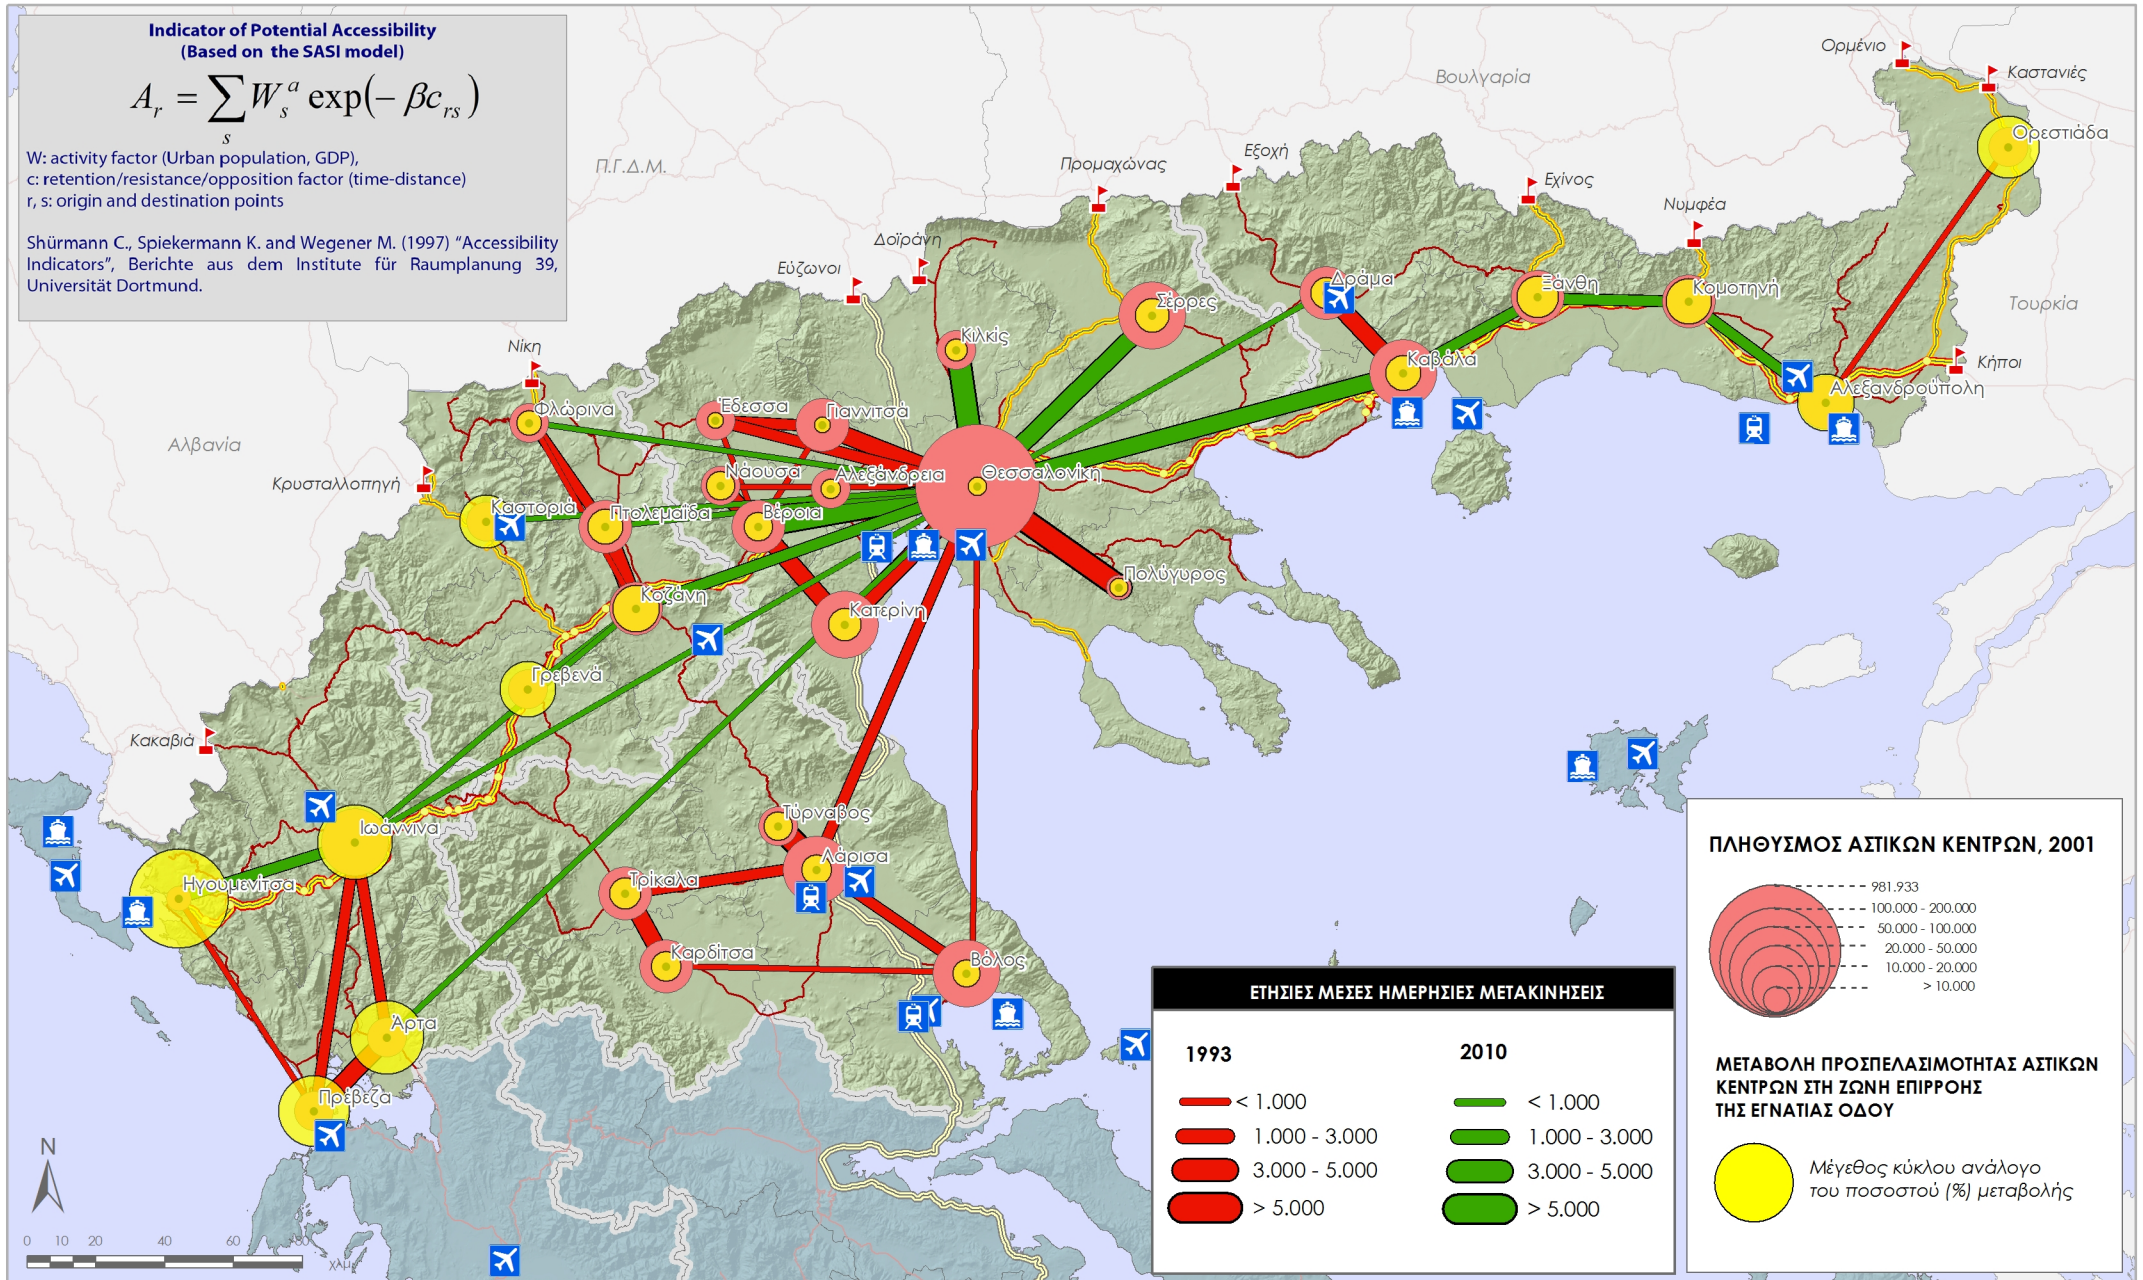 Indicator of Potential Accessibility
(Based on the SASI model)
A_r = ∑_s W_s^a exp(− βc_rs)
W: activity factor (Urban population, GDP),
c: retention/resistance/opposition factor (time-distance)
r, s: origin and destination points
Shürmann C., Spiekermann K. and Wegener M. (1997) “Accessibility
Indicators”, Berichte aus dem Institute für Raumplanung 39,
Universität Dortmund.
Ορμένιο
Καστανιές
Βουλγαρία
Ορεστιάδα
Π.Γ.Δ.Μ.
Προμαχώνας
Εξοχή
Εχίνος
Νυμφέα
Δοϊράνη
Εύζωνοι
Δράμα
Ξάνθη
Κομοτηνή
Τουρκία
Σέρρες
Κιλκίς
Νίκη
Καβάλα
Κήποι
Αλεξανδρούπολη
Φλώρινα
Έδεσσα
Γιαννιτσά
Αλβανία
Κρυσταλλοπηγή
Νάουσα
Αλεξάνδρεια
Θεσσαλονίκη
Καστοριά
Πτολεμαΐδα
Βέροια
Πολύγυρος
Κοζάνη
Κατερίνη
Γρεβενά
Κακαβιά
Ιωάννινα
Τύρναβος
Λάρισα
Ηγουμενίτσα
Τρίκαλα
Καρδίτσα
Βόλος
Άρτα
Πρέβεζα
N
0 10 20 40 60 80
χλμ
ΕΤΗΣΙΕΣ ΜΕΣΕΣ ΗΜΕΡΗΣΙΕΣ ΜΕΤΑΚΙΝΗΣΕΙΣ
1993 2010
< 1.000 < 1.000
1.000 - 3.000 1.000 - 3.000
3.000 - 5.000 3.000 - 5.000
> 5.000 > 5.000
ΠΛΗΘΥΣΜΟΣ ΑΣΤΙΚΩΝ ΚΕΝΤΡΩΝ, 2001
981.933
100.000 - 200.000
50.000 - 100.000
20.000 - 50.000
10.000 - 20.000
> 10.000
ΜΕΤΑΒΟΛΗ ΠΡΟΣΠΕΛΑΣΙΜΟΤΗΤΑΣ ΑΣΤΙΚΩΝ
ΚΕΝΤΡΩΝ ΣΤΗ ΖΩΝΗ ΕΠΙΡΡΟΗΣ
ΤΗΣ ΕΓΝΑΤΙΑΣ ΟΔΟΥ
Μέγεθος κύκλου ανάλογο
του ποσοστού (%) μεταβολής